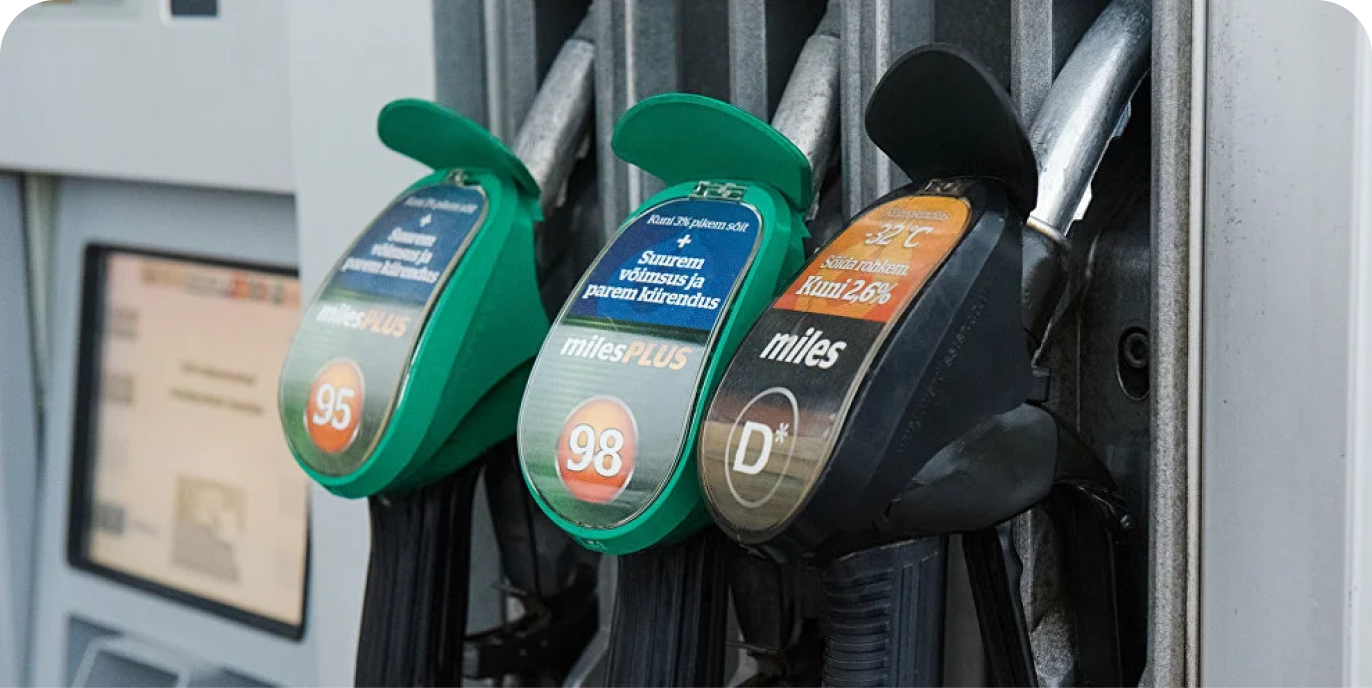 Kuni 3% pikem sõit
+
Suurem
võimsus ja
parem kiirendus
milesPLUS
95
Kuni 3% pikem sõit
+
Suurem
võimsus ja
parem kiirendus
milesPLUS
98
-32°C
Sõida rohkem.
Kuni 2,6%
miles
D*